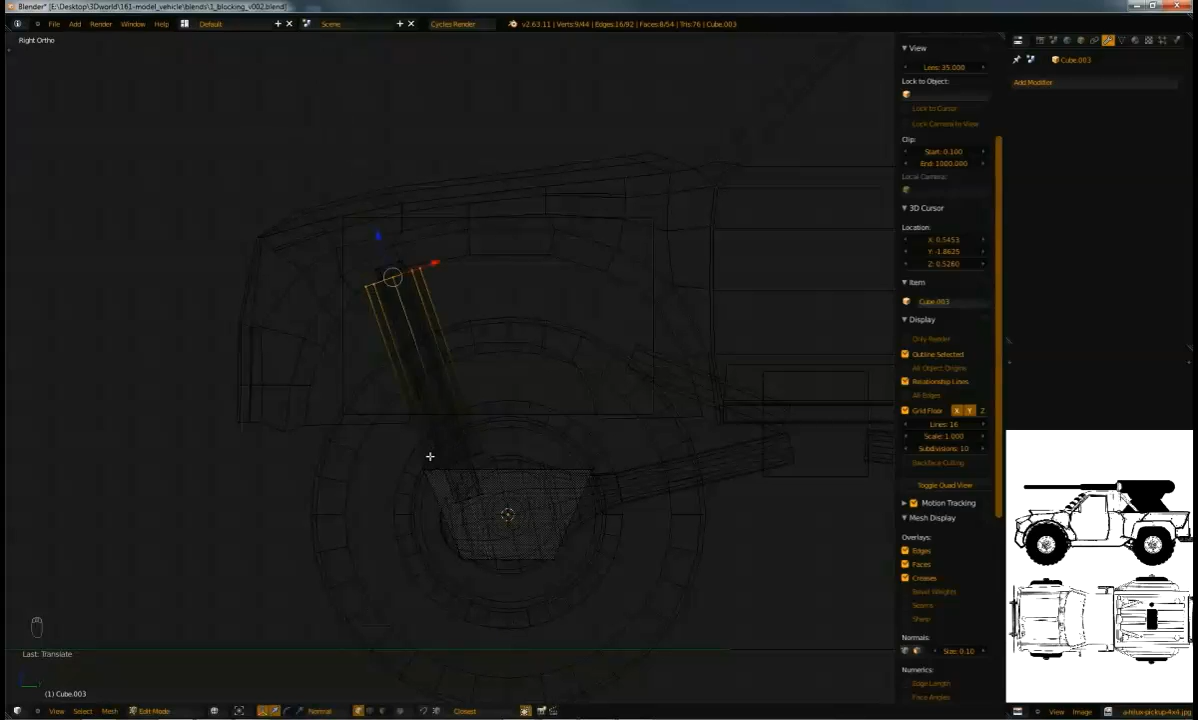 Blender* [E:\Desktop\3Dworld\161-model_vehicle\blends\1_blocking_v002.blend]
File Add Render Window Help Default Scene Cycles Render v2.63.11 | Verts:9/44 | Edges:16/92 | Faces:8/54 | Tris:76 | Cube.003
Right Ortho
View
Lens: 35.000
Lock to Object:
Lock to Cursor
Lock Camera to View
Clip:
Start: 0.100
End: 1000.000
Local Camera:
3D Cursor
Location:
X: 0.5453
Y: -1.8625
Z: 0.5260
Item
Cube.003
Display
Only Render
Outline Selected
All Object Origins
Relationship Lines
All Edges
Grid Floor X Y Z
Lines: 16
Scale: 1.000
Subdivisions: 10
Backface Culling
Toggle Quad View
Motion Tracking
Mesh Display
Overlays:
Edges
Faces
Creases
Bevel Weights
Seams
Sharp
Normals:
Size: 0.10
Numerics:
Edge Length
Face Angles
Cube.003
Add Modifier
Last: Translate
(1) Cube.003
View Select Mesh Edit Mode Normal Closest
View Image a-hilux-pickup-4x4.jpg